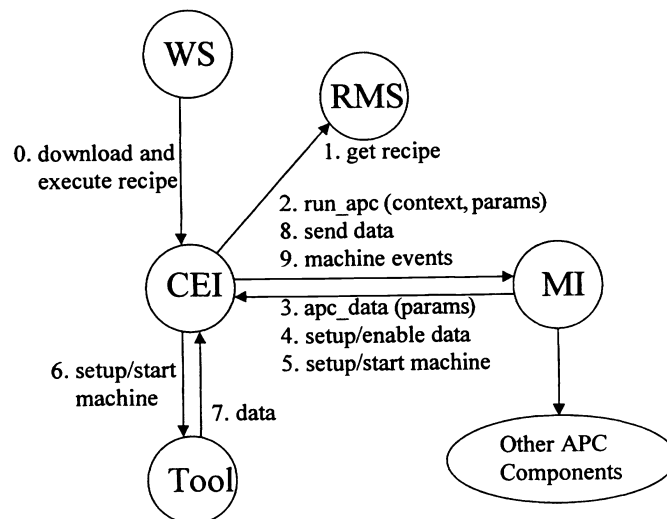 WS
RMS
0. download and
execute recipe
1. get recipe
2. run_apc (context, params)
8. send data
9. machine events
CEI
MI
3. apc_data (params)
4. setup/enable data
5. setup/start machine
6. setup/start
machine
7. data
Tool
Other APC
Components